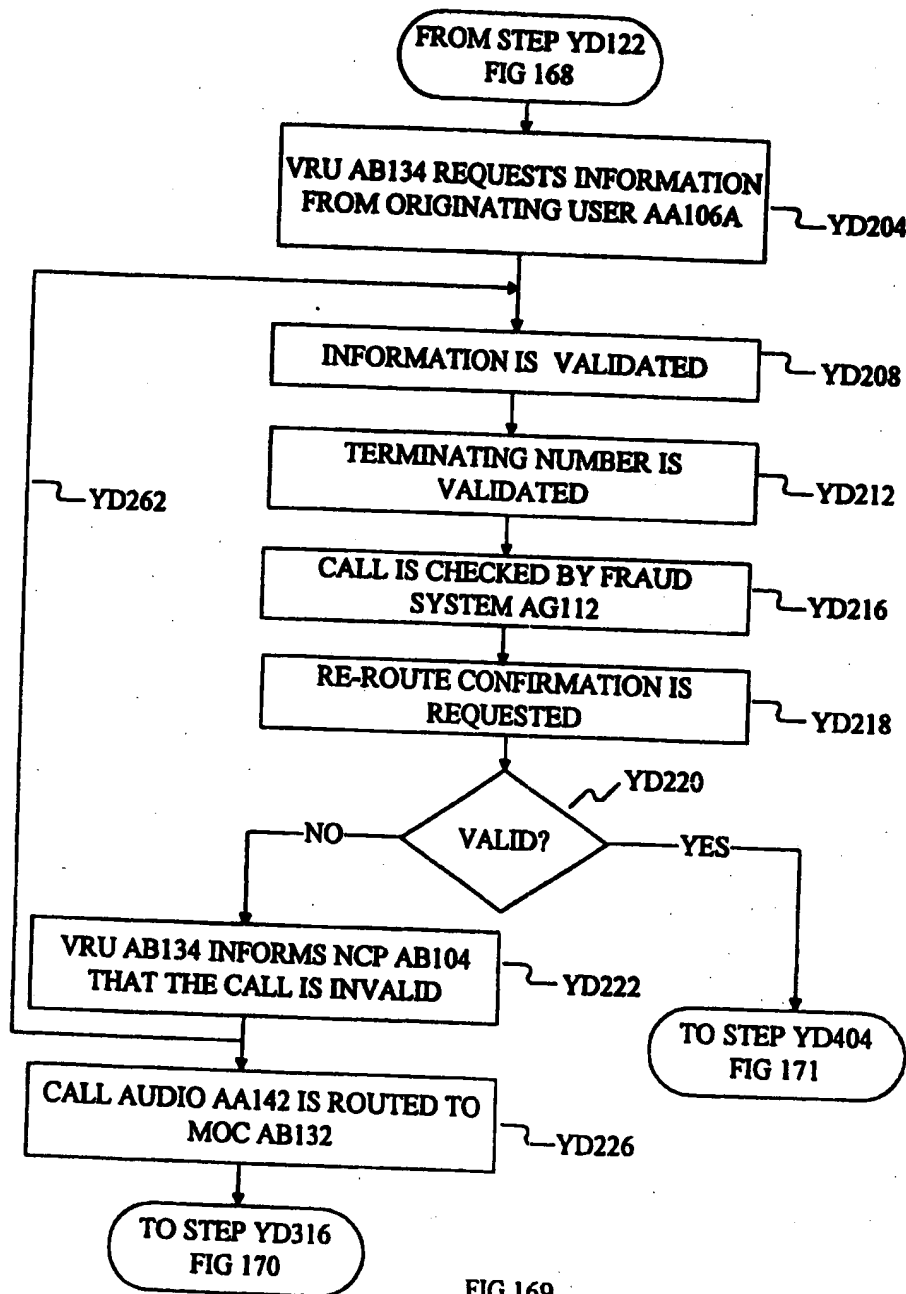 FROM STEP YD122
FIG 168
VRU AB134 REQUESTS INFORMATION
FROM ORIGINATING USER AA106A
YD204
INFORMATION IS VALIDATED
YD208
TERMINATING NUMBER IS
VALIDATED
YD212
YD262
CALL IS CHECKED BY FRAUD
SYSTEM AG112
YD216
RE-ROUTE CONFIRMATION IS
REQUESTED
YD218
YD220
NO
VALID?
YES
VRU AB134 INFORMS NCP AB104
THAT THE CALL IS INVALID
YD222
TO STEP YD404
FIG 171
CALL AUDIO AA142 IS ROUTED TO
MOC AB132
YD226
TO STEP YD316
FIG 170
FIG 169